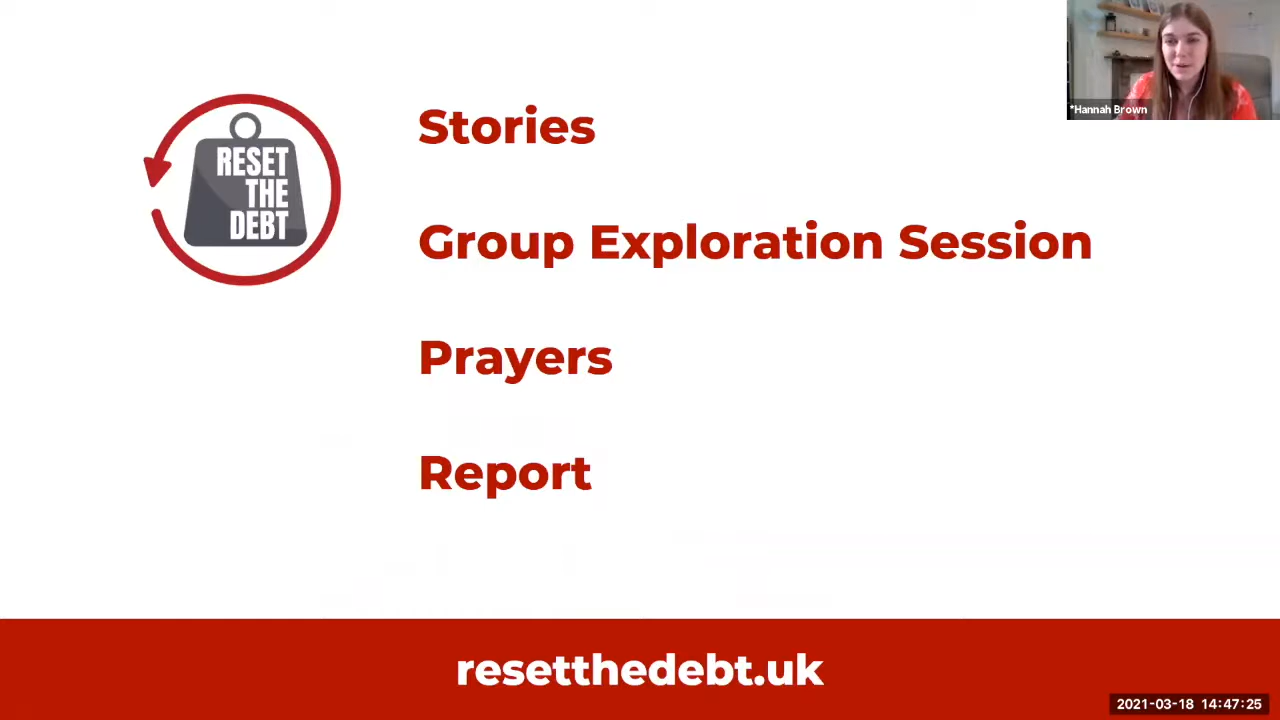 *Hannah Brown
RESET
THE
DEBT
Stories
Group Exploration Session
Prayers
Report
resetthedebt.uk
2021-03-18 14:47:25